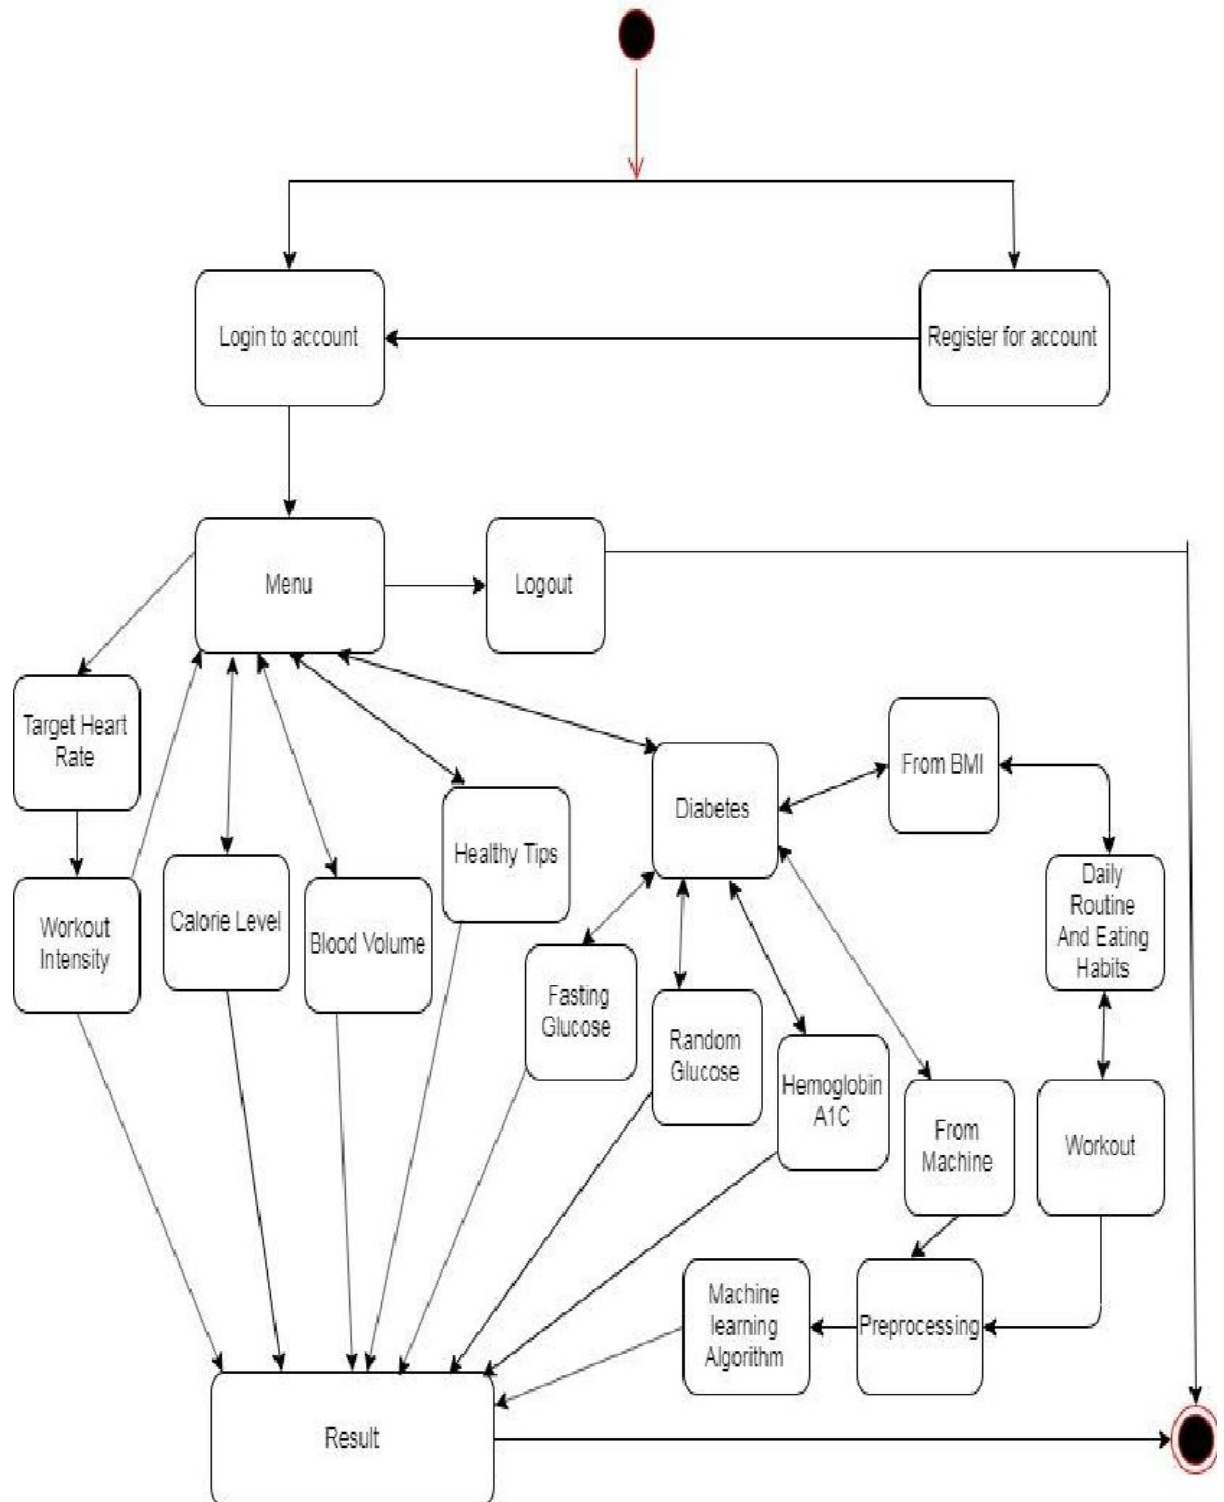 Login to account
Register for account
Menu
Logout
Target Heart
Rate
From BMI
Diabetes
Healthy Tips
Workout
Intensity
Calorie Level
Blood Volume
Daily
Routine
And Eating
Habits
Fasting
Glucose
Random
Glucose
Hemoglobin
A1C
From
Machine
Workout
Machine
learning
Algorithm
Preprocessing
Result